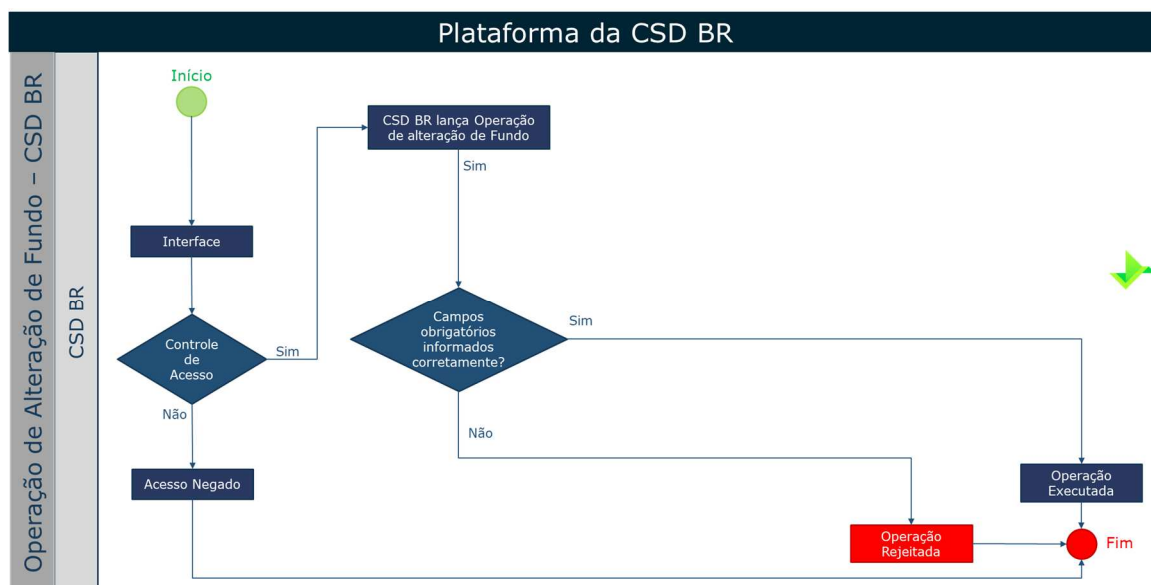 Plataforma da CSD BR
Operação de Alteração de Fundo – CSD BR
CSD BR
Início
CSD BR lança Operação
de alteração de Fundo
Sim
Interface
Campos
obrigatórios
informados
corretamente?
Sim
Controle
de
Acesso
Sim
Não
Não
Acesso Negado
Operação
Executada
Operação
Rejeitada
Fim